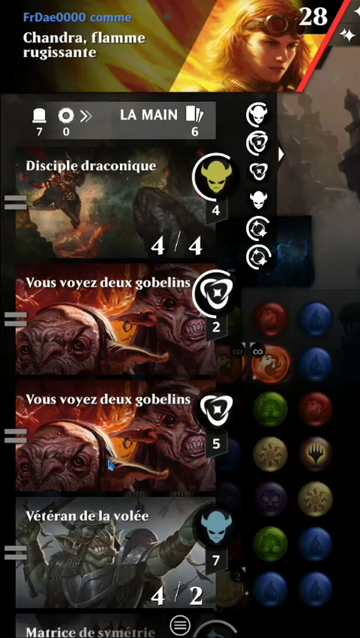 FrDae0000 comme
28
Chandra, flamme
rugissante
7 0 LA MAIN 6
Disciple draconique
4
4 / 4
Vous voyez deux gobelins
2
Vous voyez deux gobelins
5
Vétéran de la volée
7
4 / 2
Matrice de symétrie